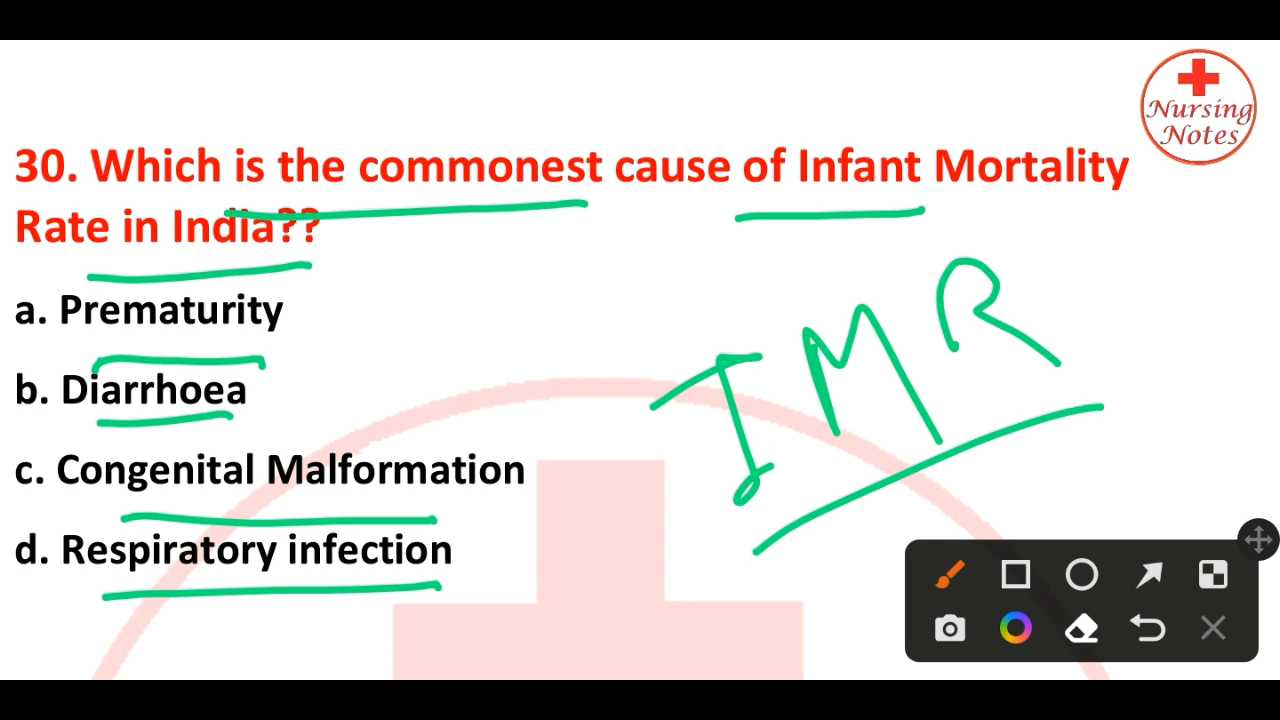 Nursing
Notes
30. Which is the commonest cause of Infant Mortality
Rate in India??
a. Prematurity
b. Diarrhoea
c. Congenital Malformation
d. Respiratory infection
IMR